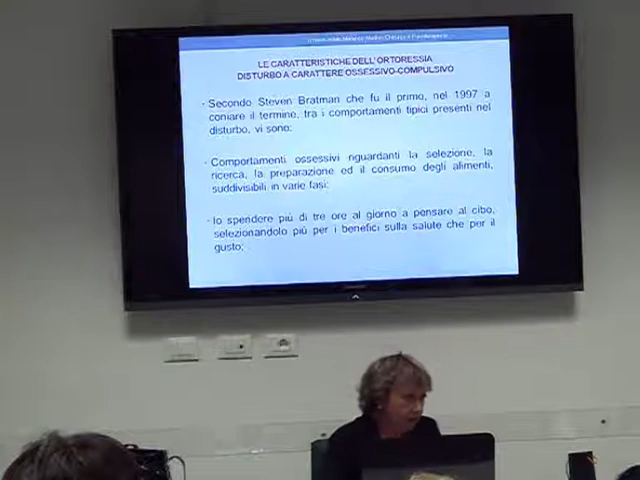 LE CARATTERISTICHE DELL'ORTORESSIA
DISTURBO A CARATTERE OSSESSIVO-COMPULSIVO
· Secondo Steven Bratman che fu il primo, nel 1997 a
coniare il termine, tra i comportamenti tipici presenti nel
disturbo, vi sono:
· Comportamenti ossessivi riguardanti la selezione, la
ricerca, la preparazione ed il consumo degli alimenti,
suddivisibili in varie fasi;
· lo spendere più di tre ore al giorno a pensare al cibo,
selezionandolo più per i benefici sulla salute che per il
gusto;